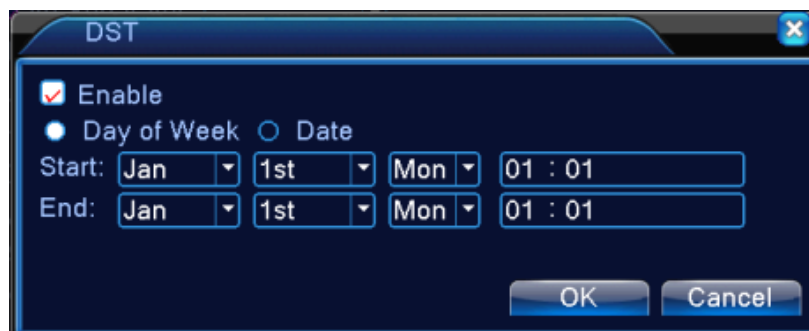 DST
Enable
Day of Week Date
Start: Jan 1st Mon 01 : 01
End: Jan 1st Mon 01 : 01
OK Cancel